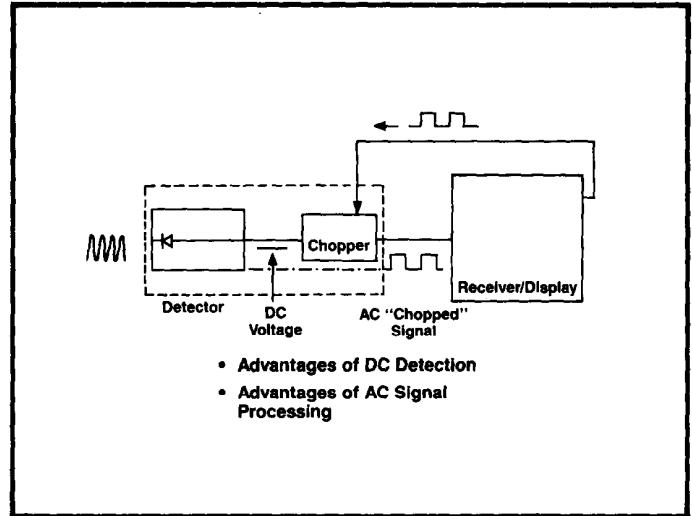 Chopper
Receiver/Display
Detector
DC
Voltage
AC "Chopped"
Signal
• Advantages of DC Detection
• Advantages of AC Signal
Processing